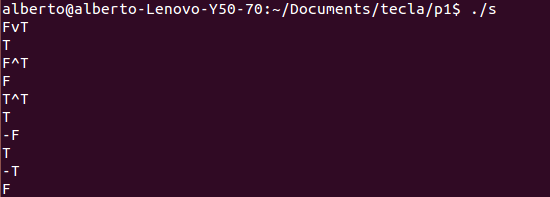 alberto@alberto-Lenovo-Y50-70:~/Documents/tecla/p1$ ./s
FvT
T
F^T
F
T^T
T
-F
T
-T
F